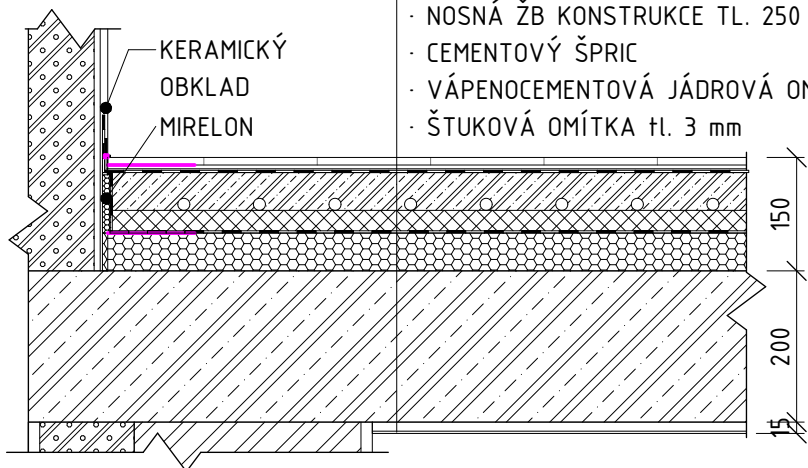 · NOSNÁ ŽB KONSTRUKCE TL. 250
· CEMENTOVÝ ŠPRIC
· VÁPENOCEMENTOVÁ JÁDROVÁ
· ŠTUKOVÁ OMÍTKA tl. 3 mm
KERAMICKÝ
OBKLAD
MIRELON
150
200
15